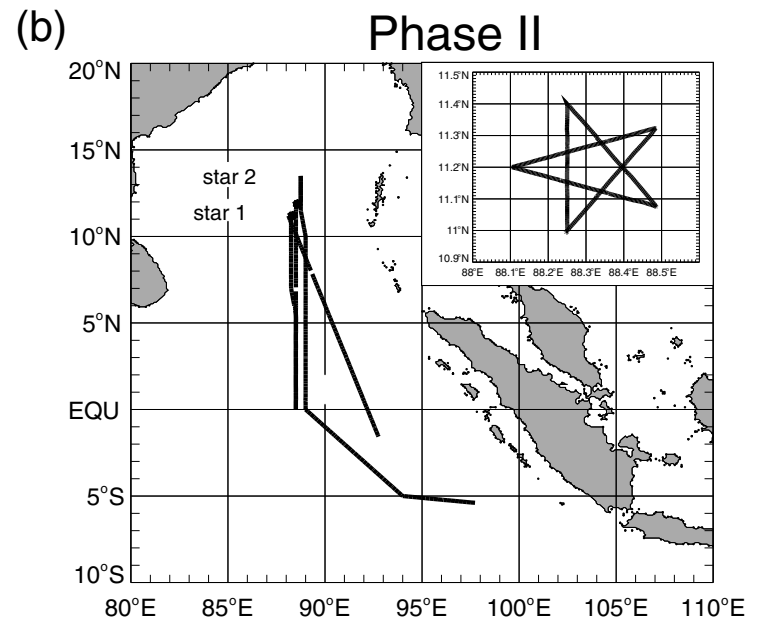 (b)
Phase II
20°N
15°N
10°N
5°N
EQU
5°S
10°S
80°E 85°E 90°E 95°E 100°E 105°E 110°E
star 2
star 1
11.5'N
11.4'N
11.3'N
11.2'N
11.1'N
11'N
10.9'N
88'E 88.1'E 88.2'E 88.3'E 88.4'E 88.5'E